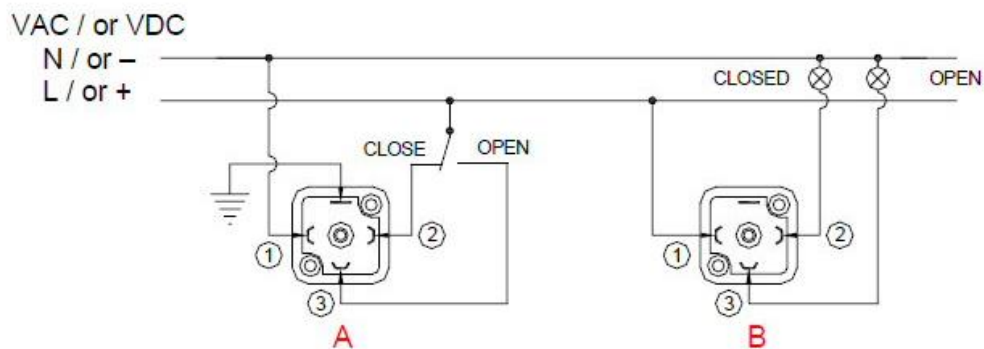 VAC / or VDC
N / or –
L / or +
CLOSED
OPEN
CLOSE
OPEN
1
2
3
A
1
2
3
B